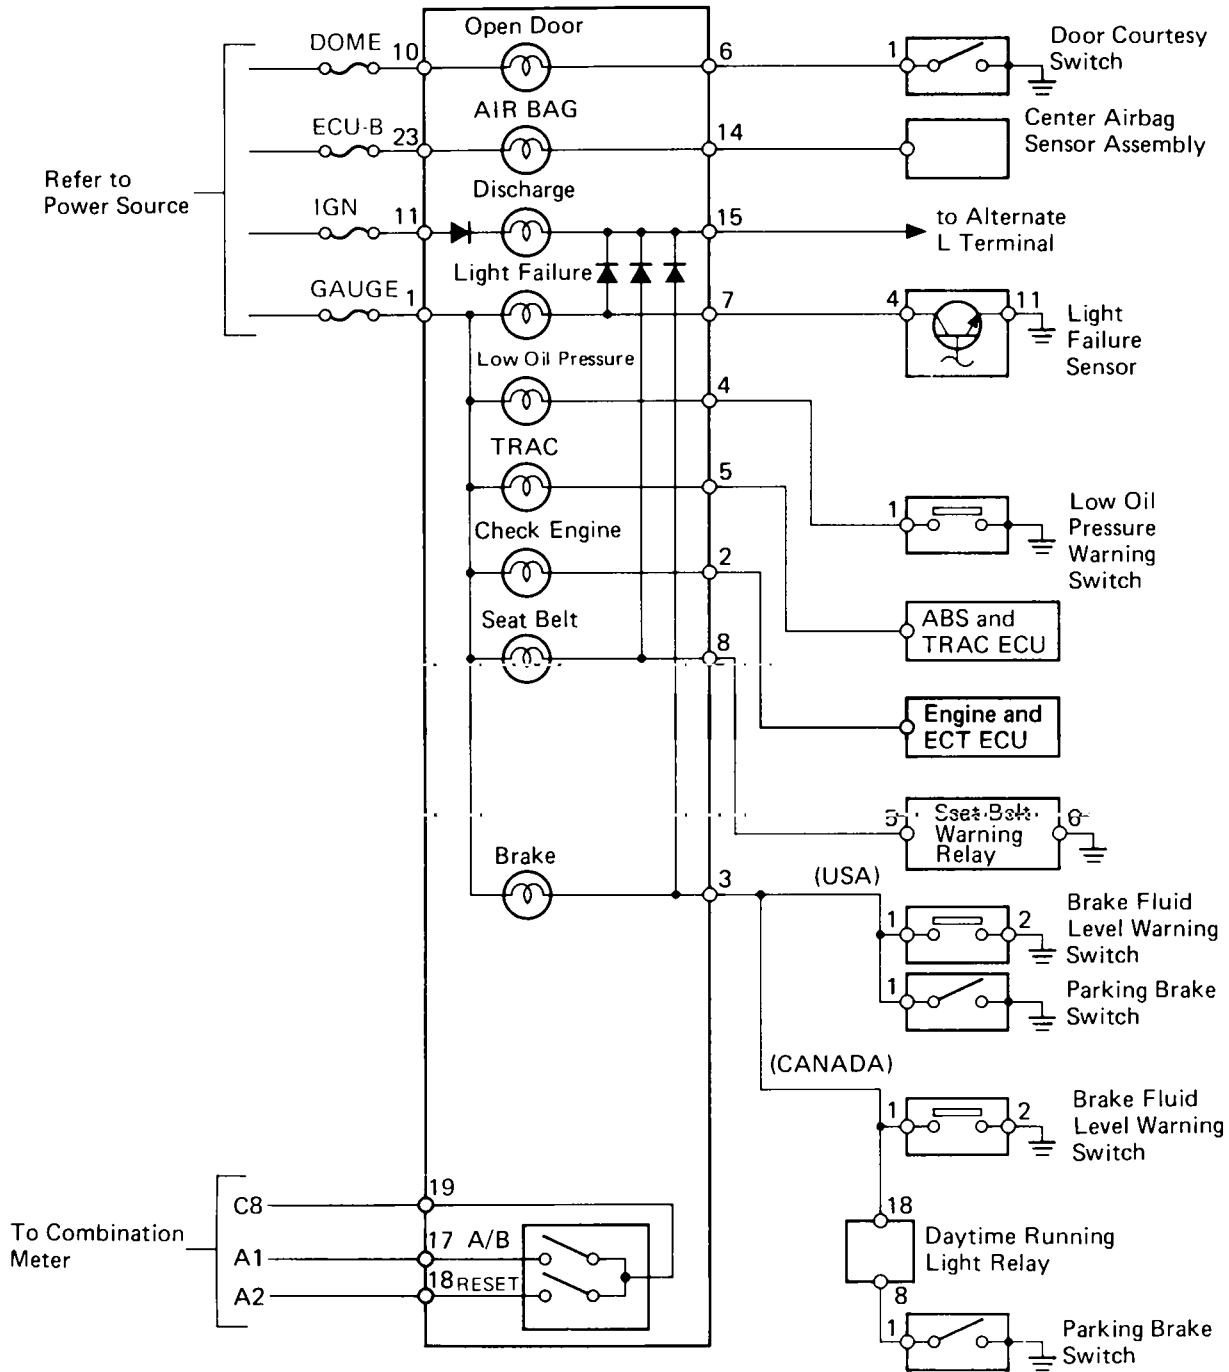 Open Door
DOME 10
6
1
Door Courtesy
Switch
AIR BAG
ECU-B 23
14
Center Airbag
Sensor Assembly
Refer to
Power Source
Discharge
IGN 11
15
to Alternate
L Terminal
Light Failure
GAUGE 1
7
4
11
Light
Failure
Sensor
Low Oil Pressure
4
TRAC
5
1
Low Oil
Pressure
Warning
Switch
Check Engine
2
Seat Belt
8
ABS and
TRAC ECU
Engine and
ECT ECU
5
Sset Bolt
6
Warning
Relay
Brake
3
(USA)
1
2
Brake Fluid
Level Warning
Switch
1
Parking Brake
Switch
(CANADA)
1
2
Brake Fluid
Level Warning
Switch
C8
19
18
To Combination
Meter
A1
17 A/B
Daytime Running
Light Relay
A2
18 RESET
8
1
Parking Brake
Switch